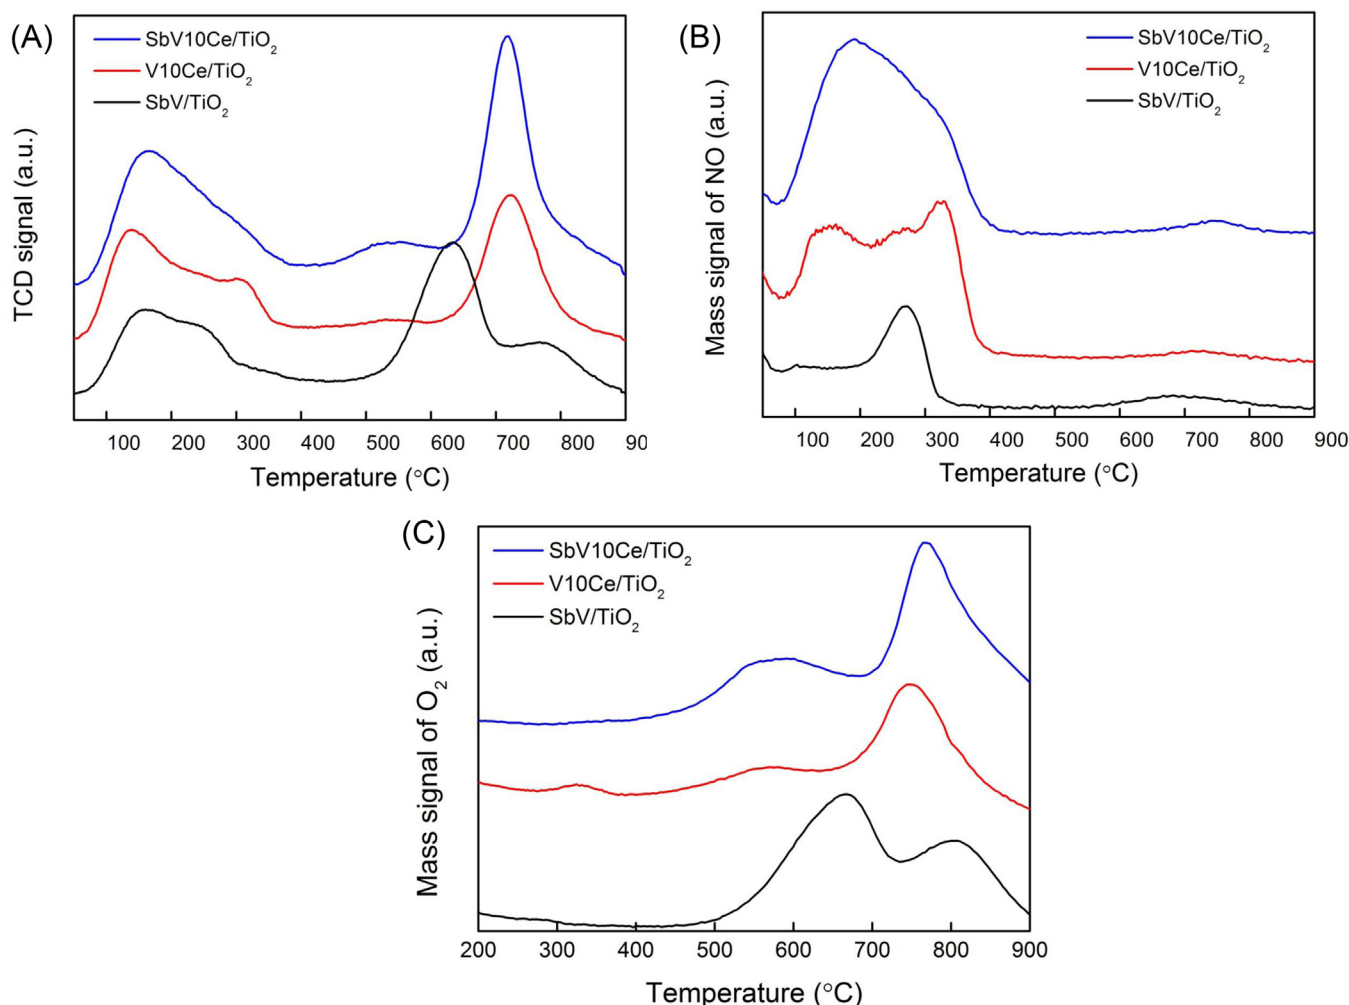 (A)
SbV10Ce/TiO₂
V10Ce/TiO₂
SbV/TiO₂
TCD signal (a.u.)
100 200 300 400 500 600 700 800 90
Temperature (°C)
(B)
SbV10Ce/TiO₂
V10Ce/TiO₂
SbV/TiO₂
Mass signal of NO (a.u.)
100 200 300 400 500 600 700 800 900
Temperature (°C)
(C)
SbV10Ce/TiO₂
V10Ce/TiO₂
SbV/TiO₂
Mass signal of O₂ (a.u.)
200 300 400 500 600 700 800 900
Temperature (°C)